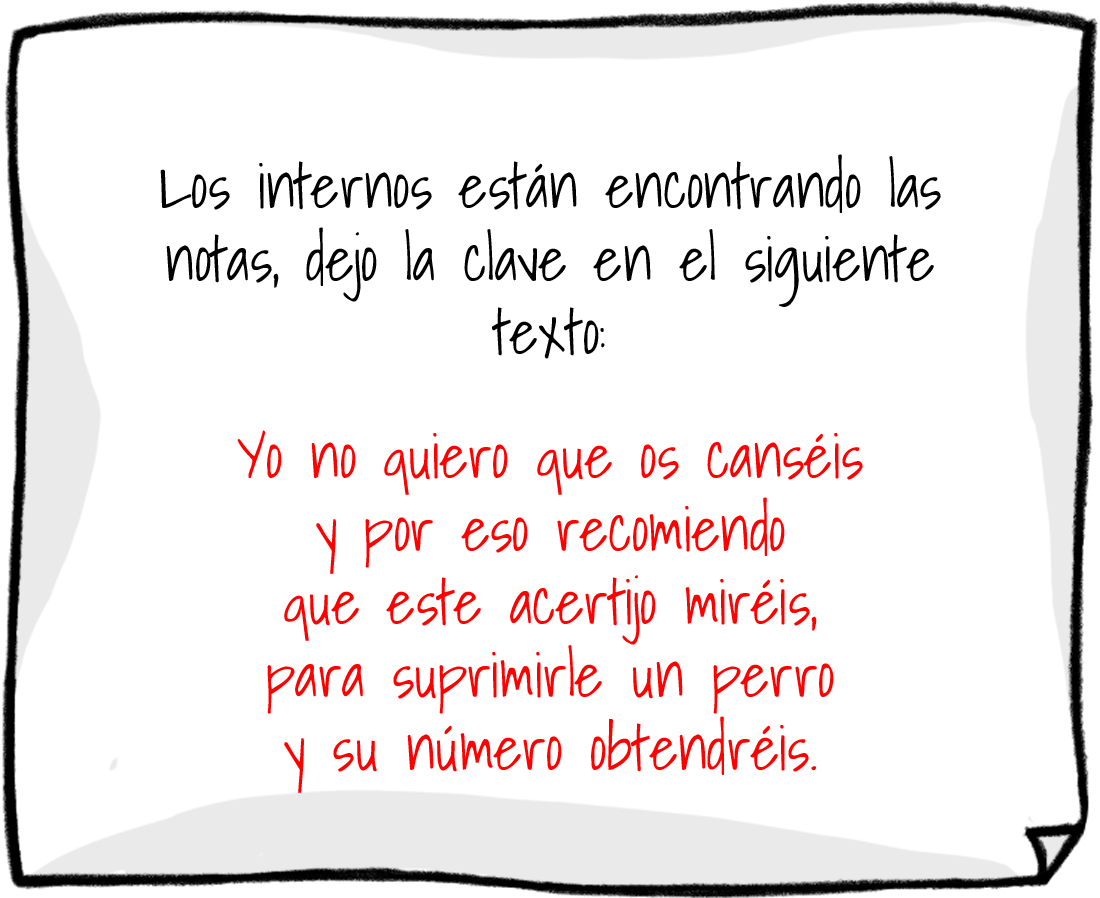 Los internos están encontrando las
notas, dejo la clave en el siguiente
texto:
Yo no quiero que os canséis
y por eso recomiendo
que este acertijo miréis,
para suprimirle un perro
y su número obtendréis.